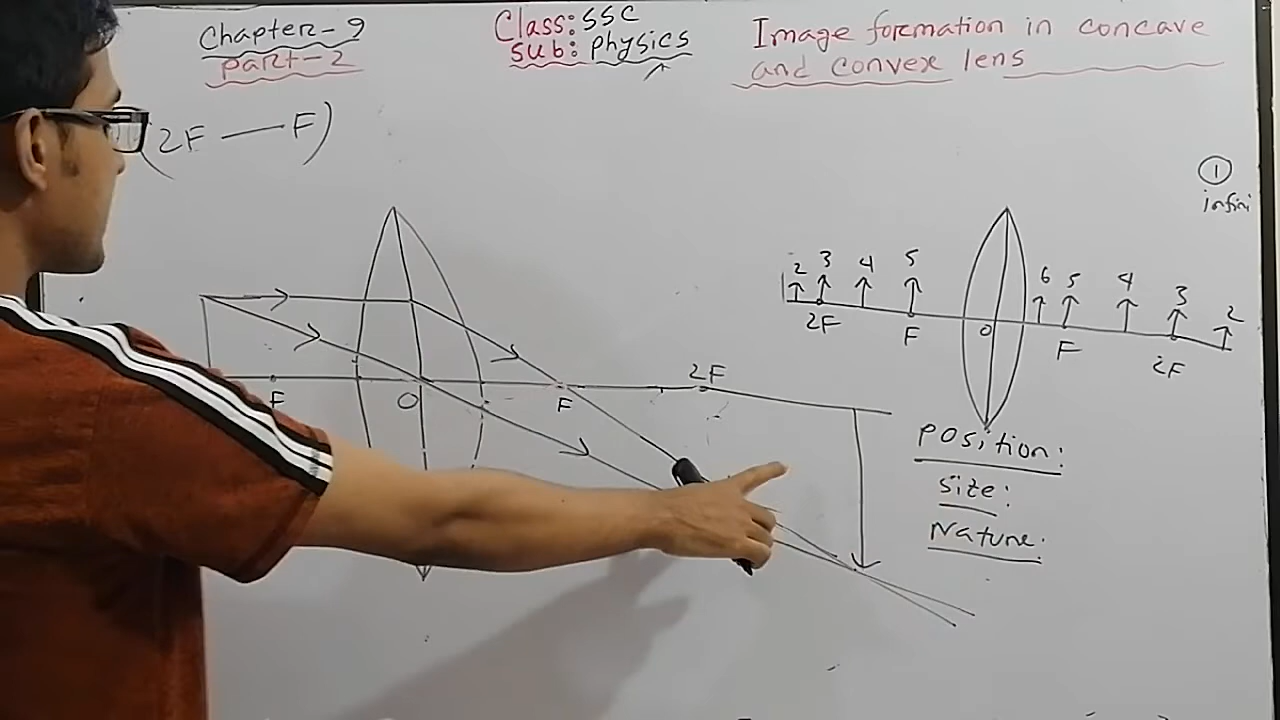 Chapter-9
Part-2
Class: SSC
Sub: Physics
Image formation in concave
and convex lens
(2F — F)
1
infini
2 3 4 5 6 5 4 3 2
2F F O F 2F
F O F 2F
Position:
Size:
Nature: